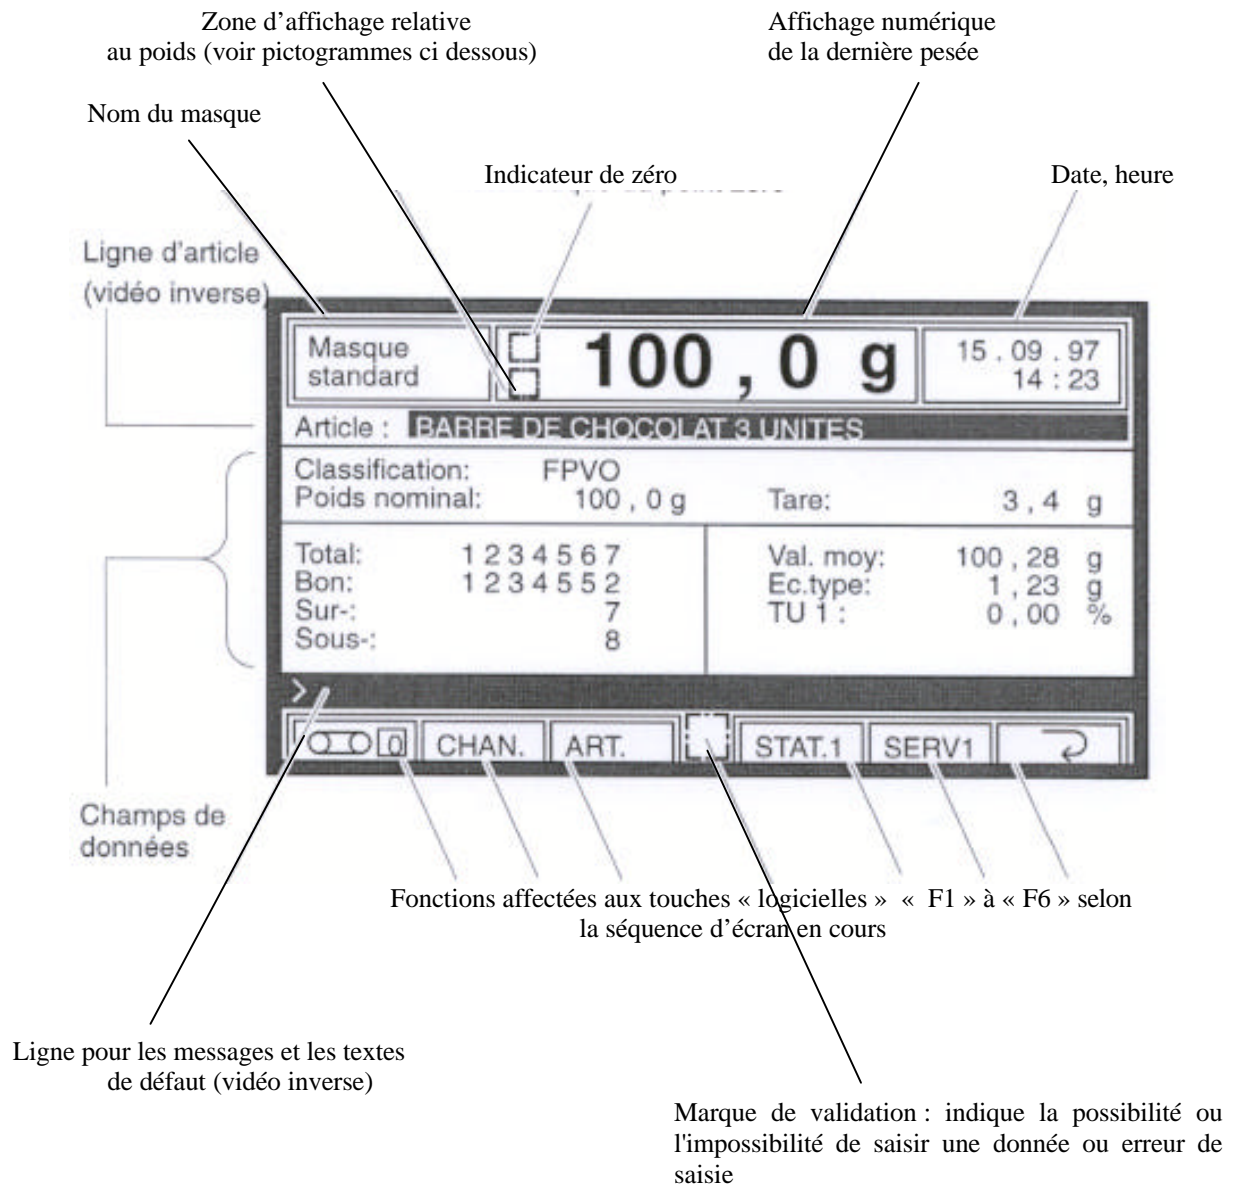 Zone d'affichage relative
au poids (voir pictogrammes ci dessous)
Affichage numérique
de la dernière pesée
Nom du masque
Indicateur de zéro
Date, heure
Ligne d'article
(vidéo inverse)
Masque
standard
100 , 0 g
15 . 09 . 97
14 : 23
Article : BARRE DE CHOCOLAT 3 UNITES
Classification: FPVO
Poids nominal: 100 , 0 g Tare: 3 , 4 g
Total: 1 2 3 4 5 6 7
Bon: 1 2 3 4 5 5 2
Sur-: 7
Sous-: 8
Val. moy: 100 , 28 g
Ec.type: 1 , 23 g
TU 1 : 0 , 00 %
>
0 CHAN. ART. STAT.1 SERV1
Champs de
données
Fonctions affectées aux touches « logicielles » « F1 » à « F6 » selon
la séquence d'écran en cours
Ligne pour les messages et les textes
de défaut (vidéo inverse)
Marque de validation : indique la possibilité ou
l'impossibilité de saisir une donnée ou erreur de
saisie